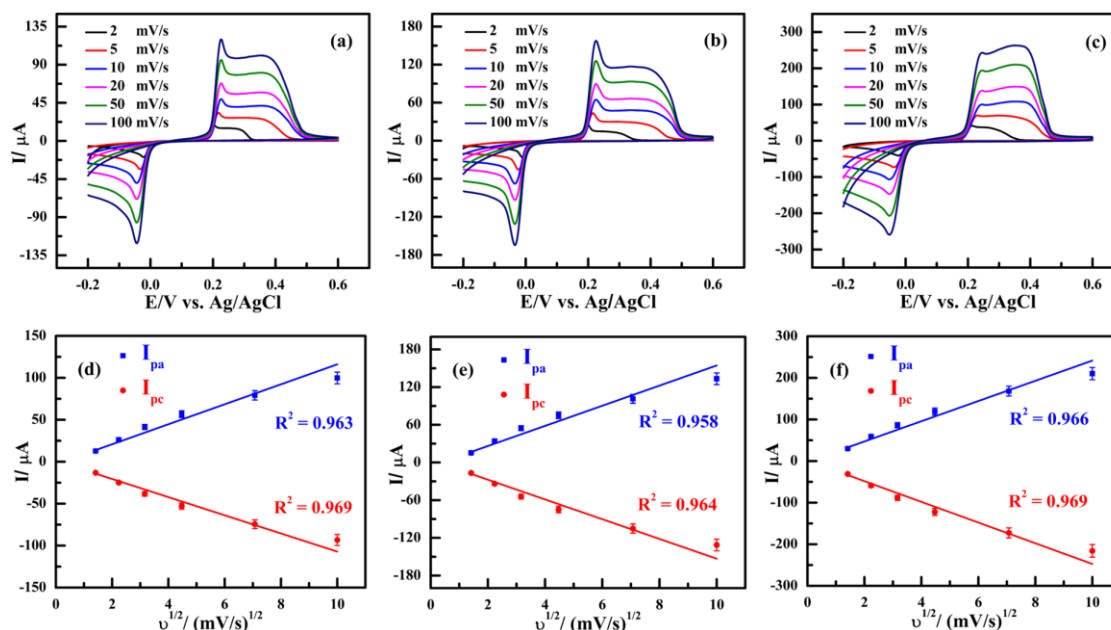 (a)
135
90
45
0
-45
-90
-135
I/ μA
2 mV/s
5 mV/s
10 mV/s
20 mV/s
50 mV/s
100 mV/s
-0.2 0.0 0.2 0.4 0.6
E/V vs. Ag/AgCl
(b)
180
120
60
0
-60
-120
-180
I/ μA
2 mV/s
5 mV/s
10 mV/s
20 mV/s
50 mV/s
100 mV/s
-0.2 0.0 0.2 0.4 0.6
E/V vs. Ag/AgCl
(c)
300
200
100
0
-100
-200
-300
I/ μA
2 mV/s
5 mV/s
10 mV/s
20 mV/s
50 mV/s
100 mV/s
-0.2 0.0 0.2 0.4 0.6
E/V vs. Ag/AgCl
(d)
150
100
50
0
-50
-100
-150
I/ μA
I pa
I pc
R² = 0.963
R² = 0.969
0 2 4 6 8 10
υ^1/2/ (mV/s)^1/2
(e)
180
120
60
0
-60
-120
-180
I/ μA
I pa
I pc
R² = 0.958
R² = 0.964
0 2 4 6 8 10
υ^1/2/ (mV/s)^1/2
(f)
300
200
100
0
-100
-200
-300
I/ μA
I pa
I pc
R² = 0.966
R² = 0.969
0 2 4 6 8 10
υ^1/2/ (mV/s)^1/2